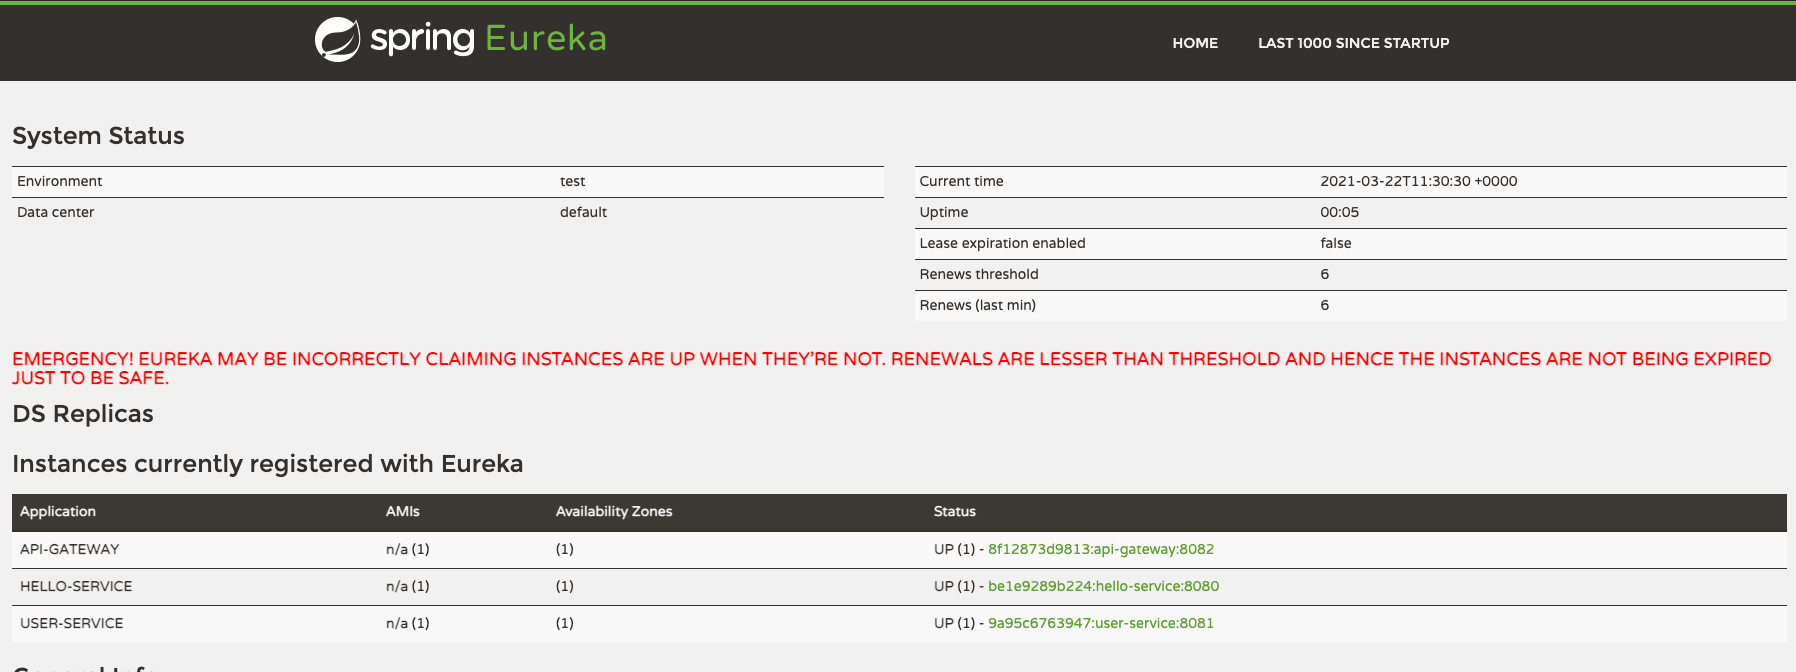 spring Eureka
HOME LAST 1000 SINCE STARTUP
System Status
Environment test
Data center default
Current time 2021-03-22T11:30:30 +0000
Uptime 00:05
Lease expiration enabled false
Renews threshold 6
Renews (last min) 6
EMERGENCY! EUREKA MAY BE INCORRECTLY CLAIMING INSTANCES ARE UP WHEN THEY'RE NOT. RENEWALS ARE LESSER THAN THRESHOLD AND HENCE THE INSTANCES ARE NOT BEING EXPIRED
JUST TO BE SAFE.
DS Replicas
Instances currently registered with Eureka
Application AMIs Availability Zones Status
API-GATEWAY n/a (1) (1) UP (1) - 8f12873d9813:api-gateway:8082
HELLO-SERVICE n/a (1) (1) UP (1) - be1e9289b224:hello-service:8080
USER-SERVICE n/a (1) (1) UP (1) - 9a95c6763947:user-service:8081